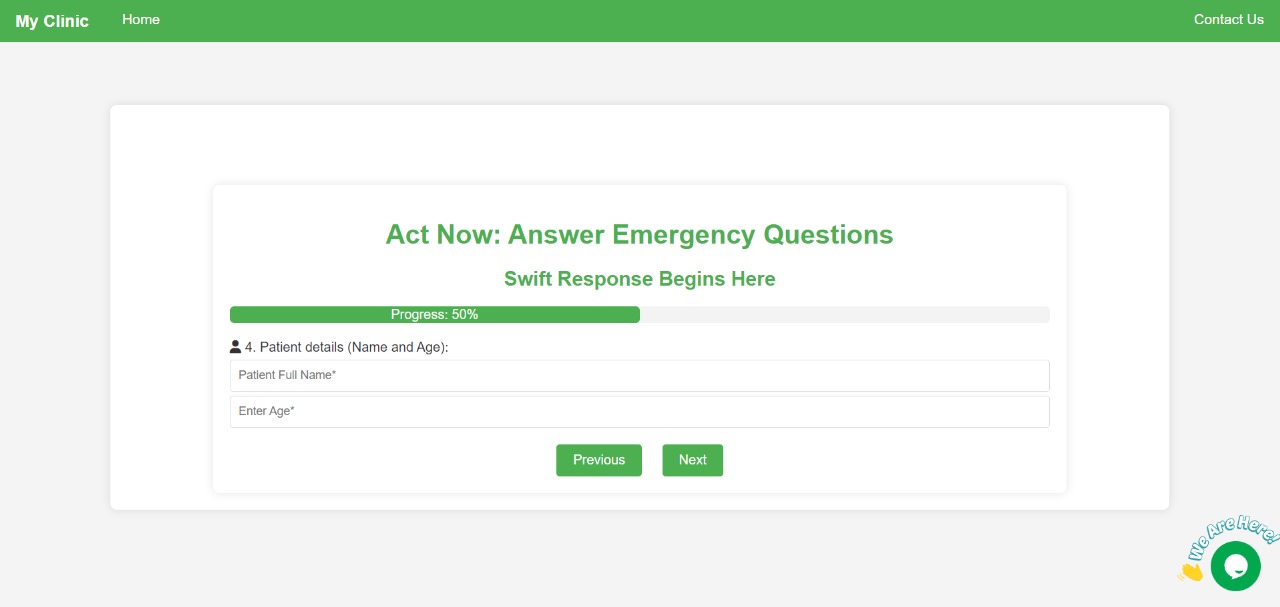 My Clinic Home Contact Us
Act Now: Answer Emergency Questions
Swift Response Begins Here
Progress: 50%
4. Patient details (Name and Age):
Patient Full Name*
Enter Age*
Previous Next
We Are Here!